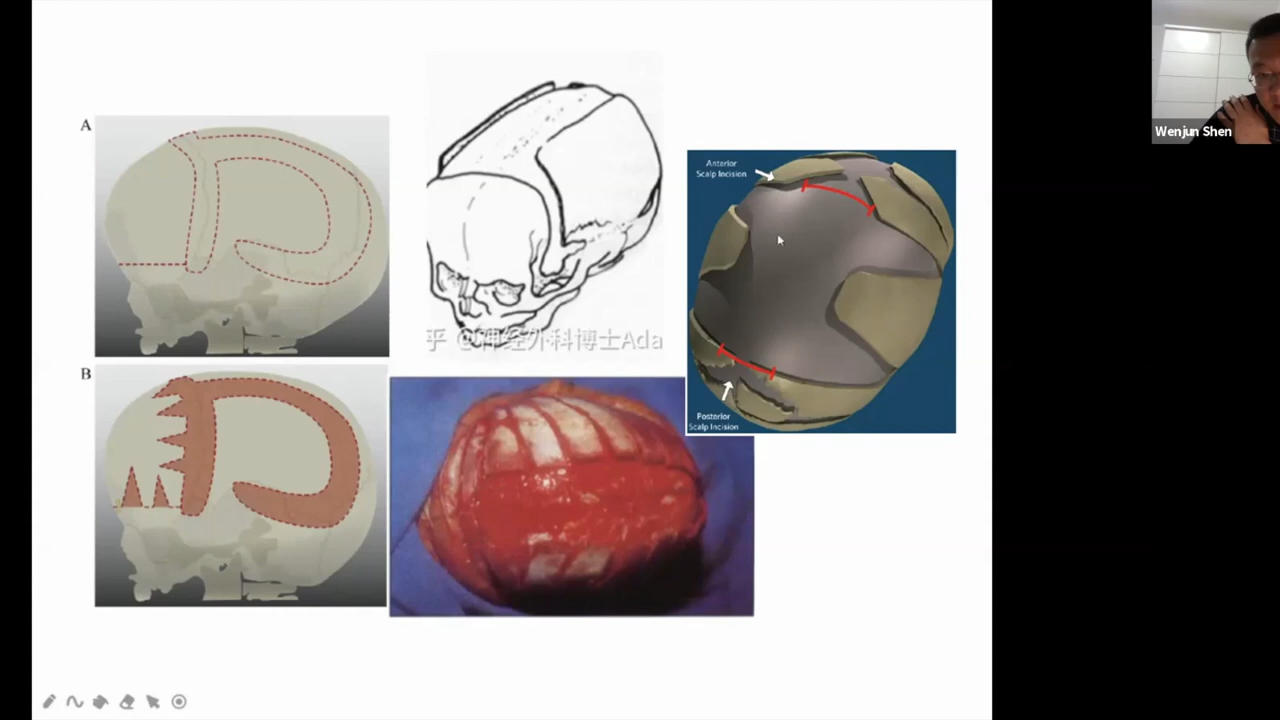 A
B
乎 @神经外科博士Ada
Anterior
Scalp Incision
Posterior
Scalp Incision
Wenjun Shen